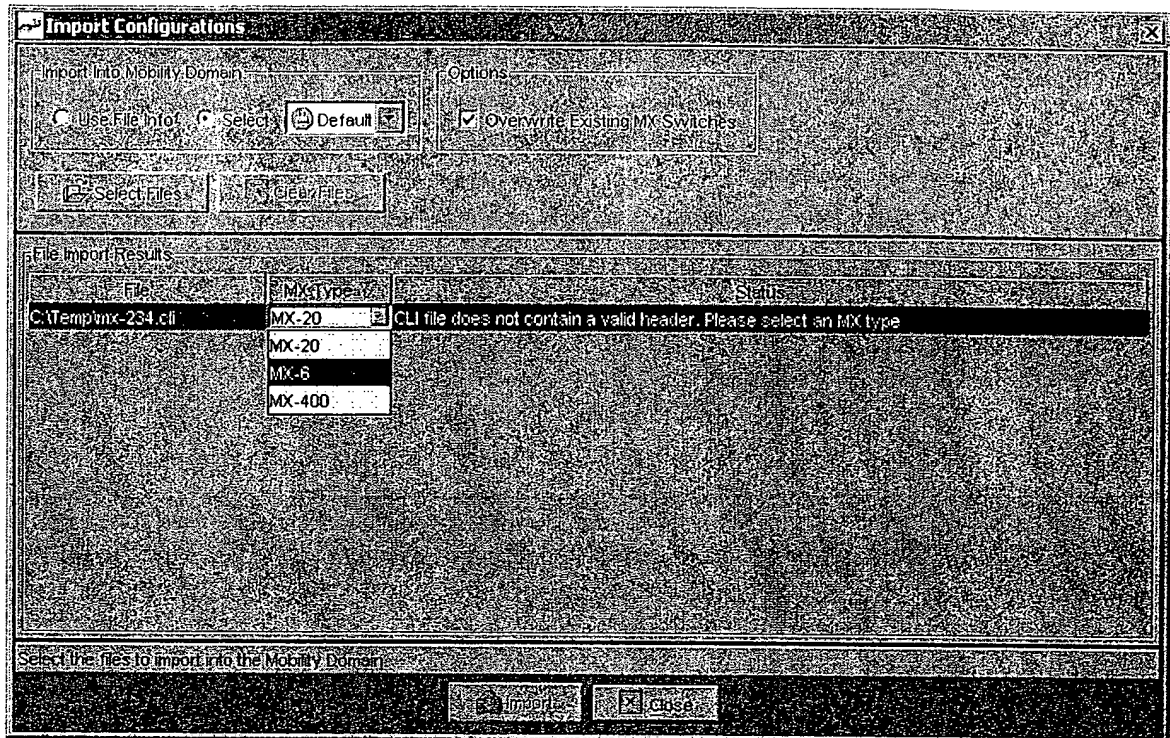 Import Configurations
Import Into Mobility Domain
Use File Info
Select
Default
Options
Overwrite Existing MX Switches
Select Files
Clear Files
File Import Results
File
MX Type
Status
C:\Temp\mx-234.cli
MX-20
CLI file does not contain a valid header. Please select an MX type
MX-20
MX-6
MX-400
Select the files to import into the Mobility Domain
Import
Close